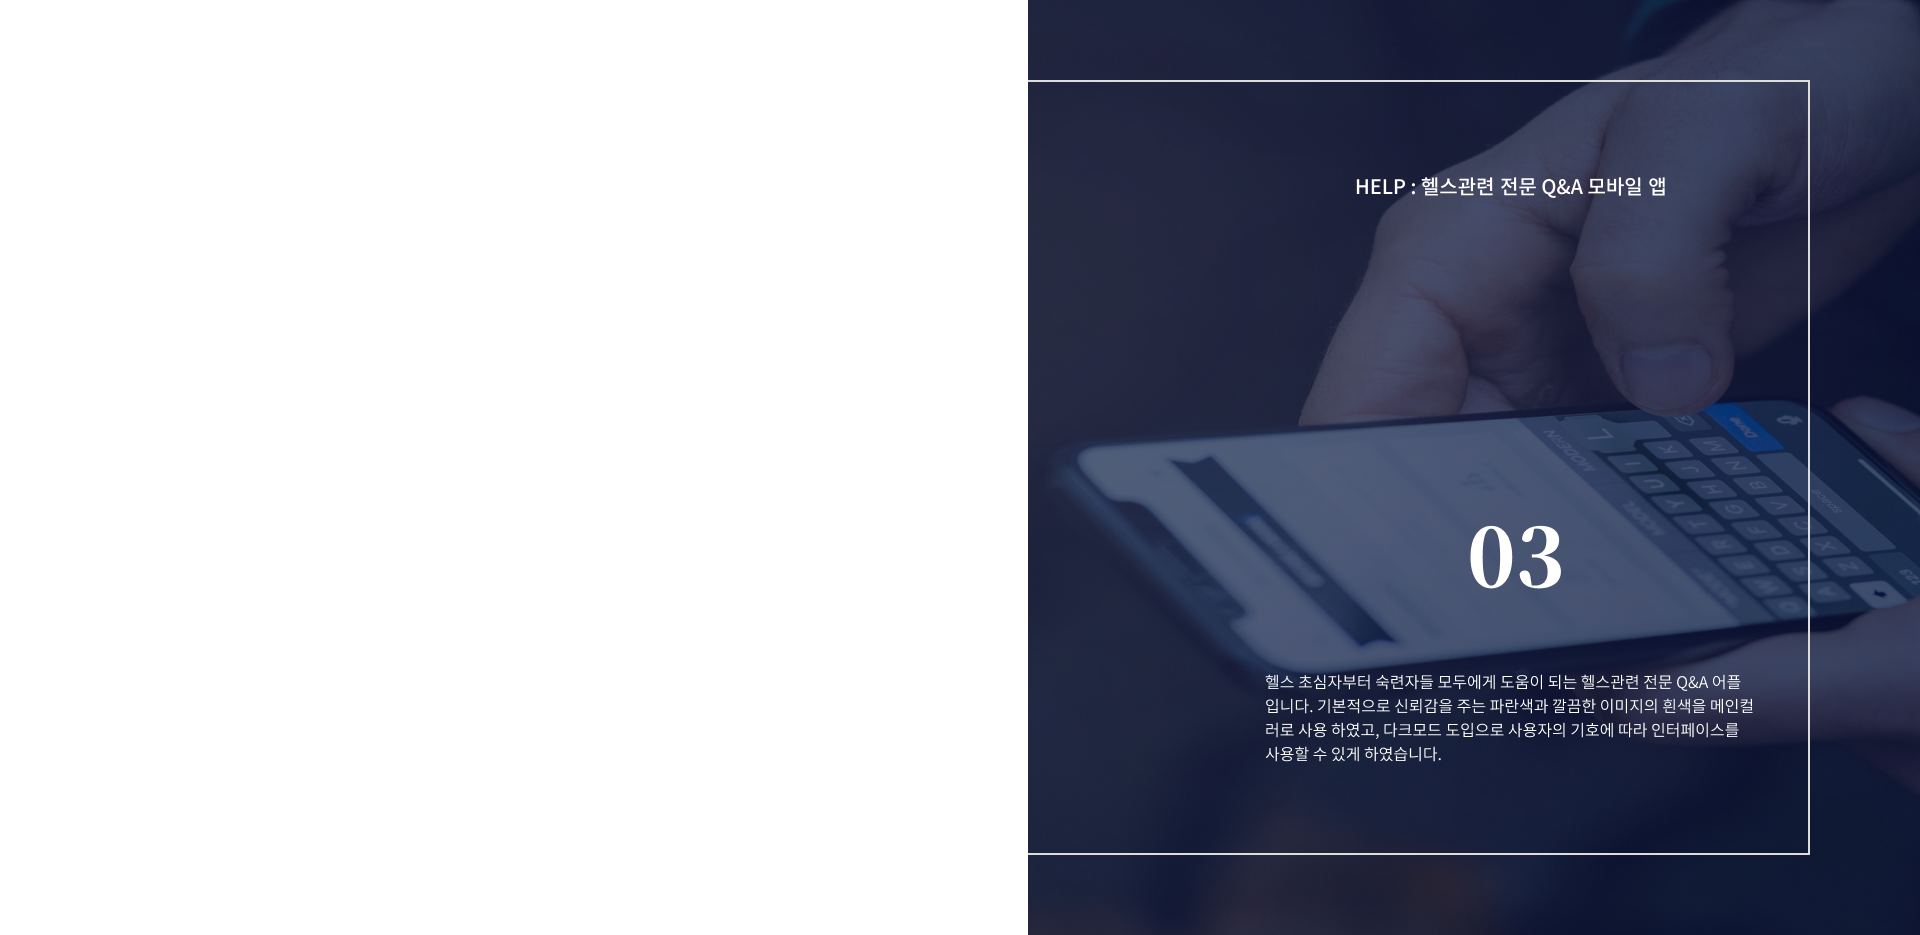 HELP : 헬스관련 전문 Q&A 모바일 앱
03
헬스 초심자부터 숙련자들 모두에게 도움이 되는 헬스관련 전문 Q&A 어플
입니다. 기본적으로 신뢰감을 주는 파란색과 깔끔한 이미지의 흰색을 메인컬
러로 사용 하였고, 다크모드 도입으로 사용자의 기호에 따라 인터페이스를
사용할 수 있게 하였습니다.
MODERN
MODEL
Done
space
123